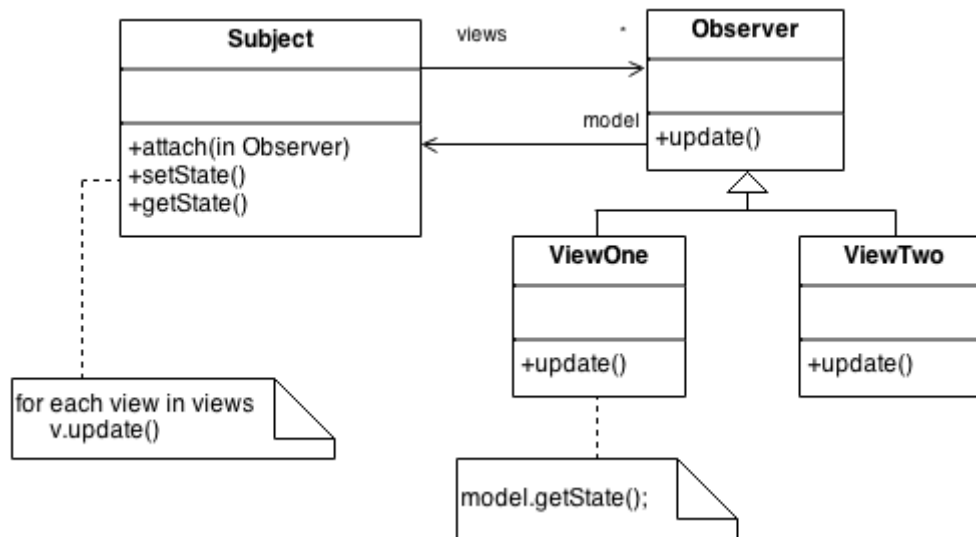 Subject
+attach(in Observer)
+setState()
+getState()
views
*
model
Observer
+update()
ViewOne
+update()
ViewTwo
+update()
for each view in views
v.update()
model.getState();